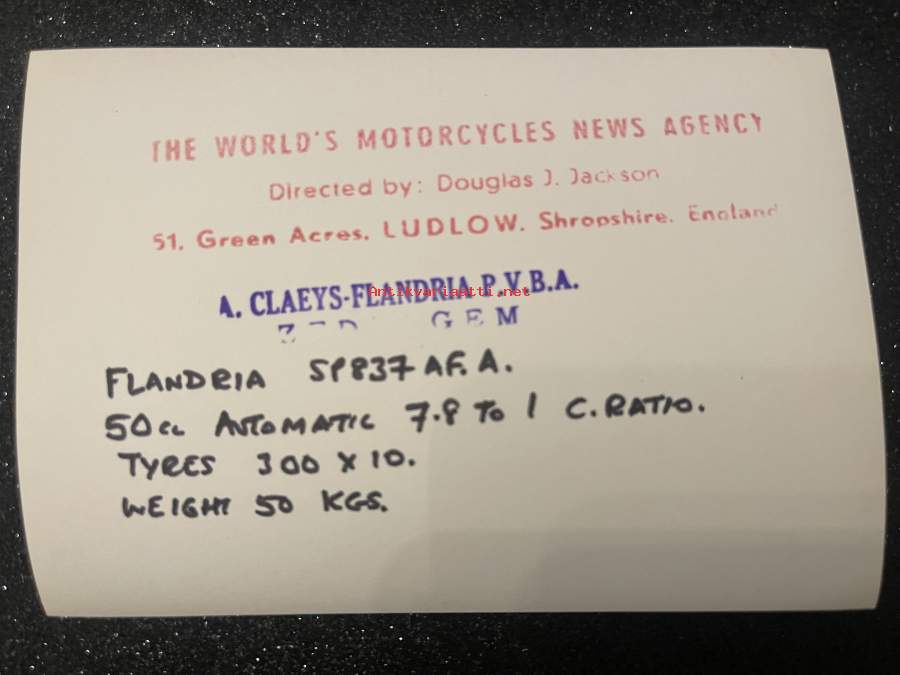 THE WORLD'S MOTORCYCLES NEWS AGENCY
Directed by: Douglas J. Jackson
51, Green Acres, LUDLOW, Shropshire, England
A. CLAEYS-FLANDRIA P.V.B.A.
Antikvariaatti.net
GEM
FLANDRIA SP837 AF. A.
50cc AUTOMATIC 7.8 TO 1 C. RATIO.
TYRES 300 X 10.
WEIGHT 50 KGS.